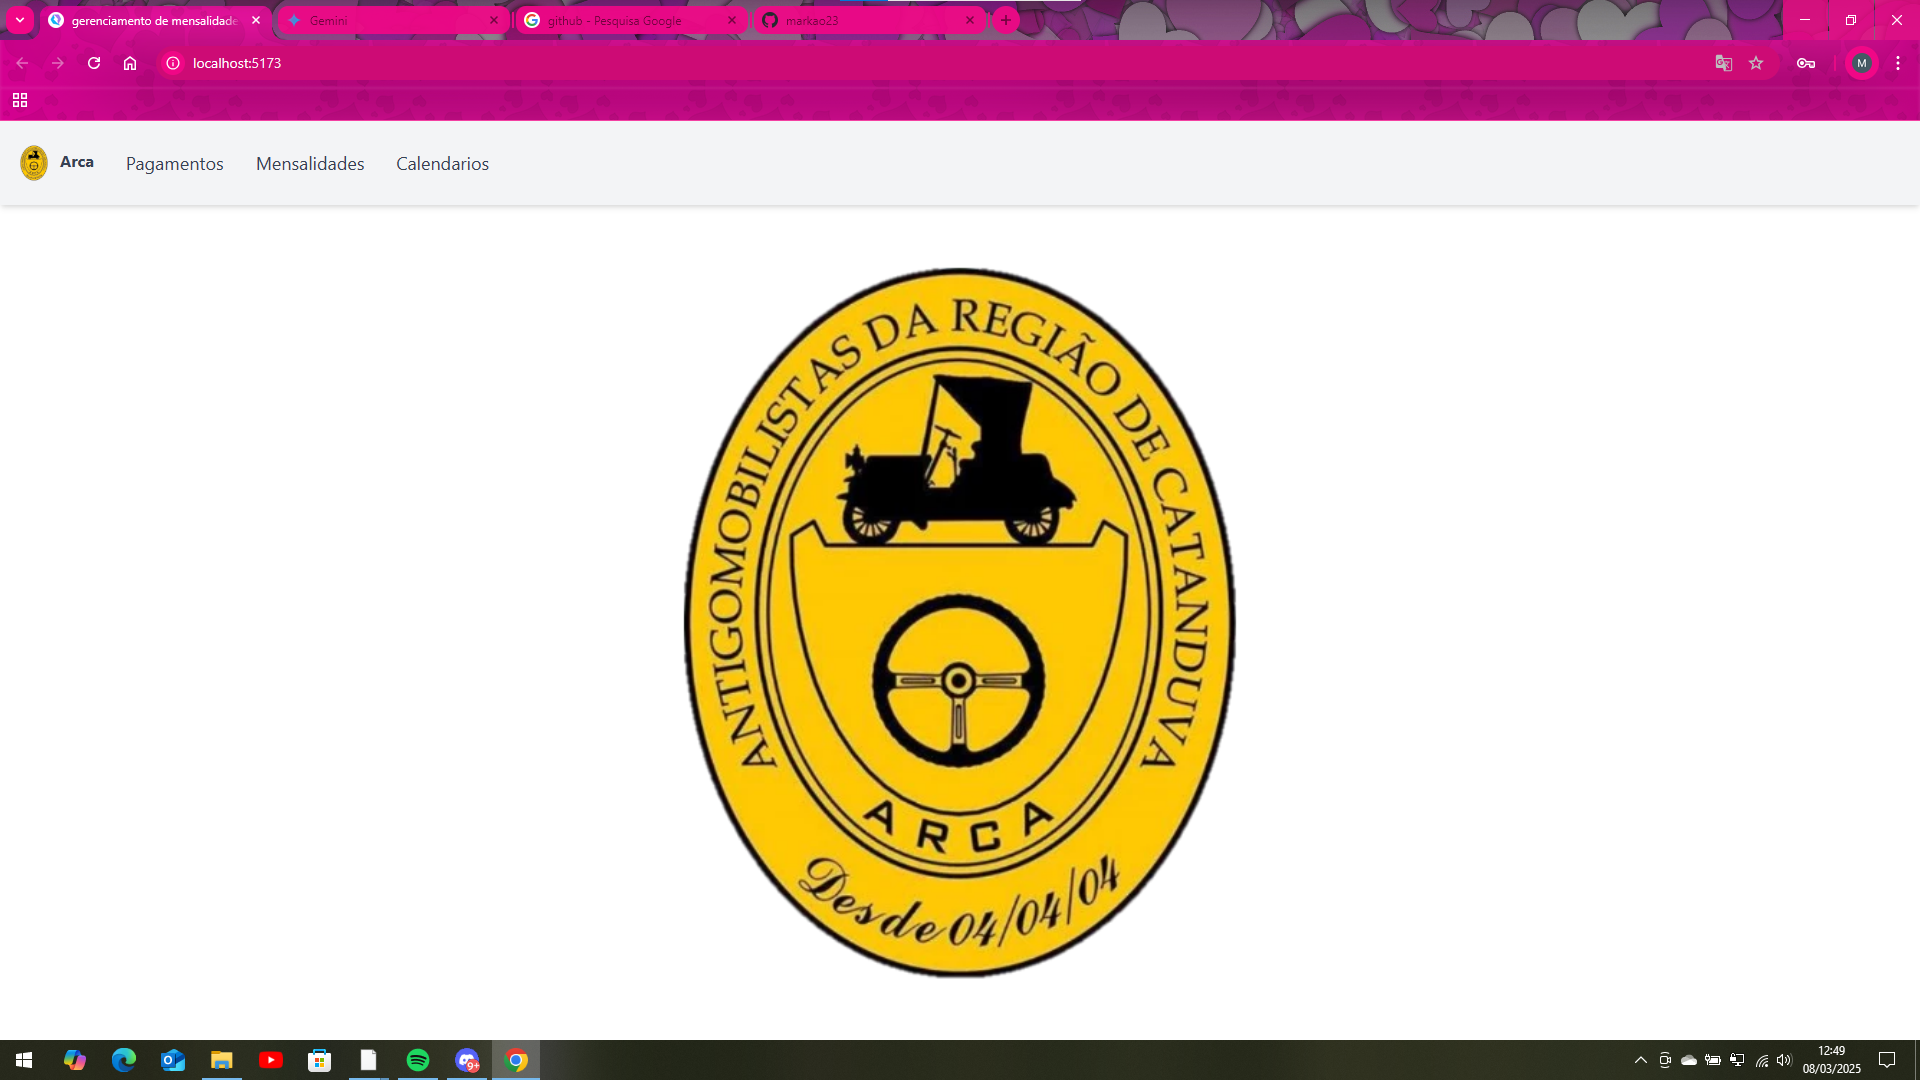 gerenciamento de mensalidade
Gemini
github - Pesquisa Google
markao23
localhost:5173
M
Arca
Pagamentos
Mensalidades
Calendarios
ANTIGOMOBILISTAS DA REGIÃO DE CATANDUVA
ARCA
Desde 04/04/04
9+
12:49
08/03/2025